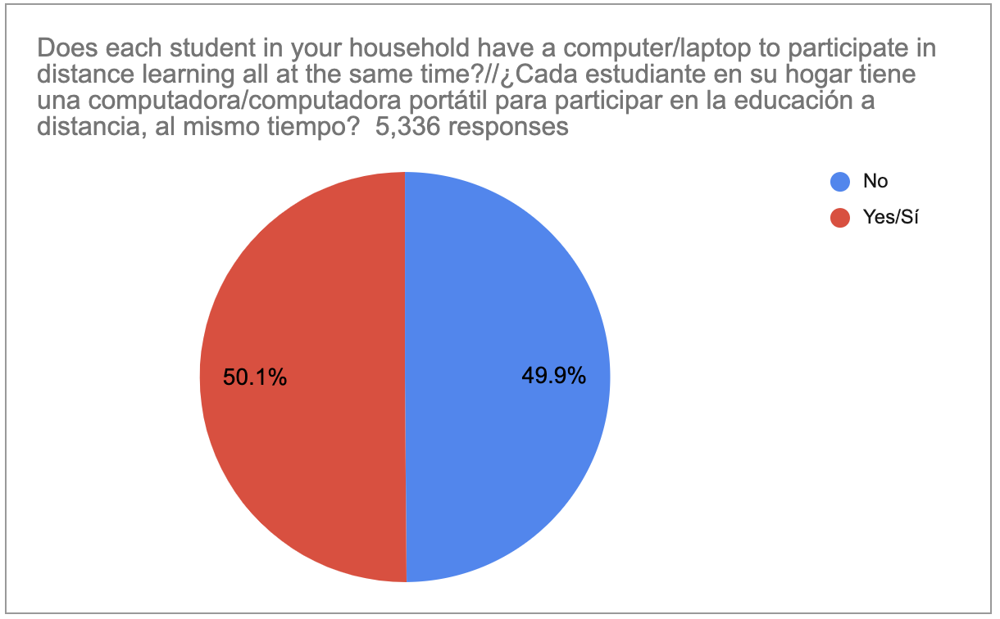 Does each student in your household have a computer/laptop to participate in
distance learning all at the same time?//¿Cada estudiante en su hogar tiene
una computadora/computadora portátil para participar en la educación a
distancia, al mismo tiempo?  5,336 responses
No
Yes/Sí
50.1%
49.9%